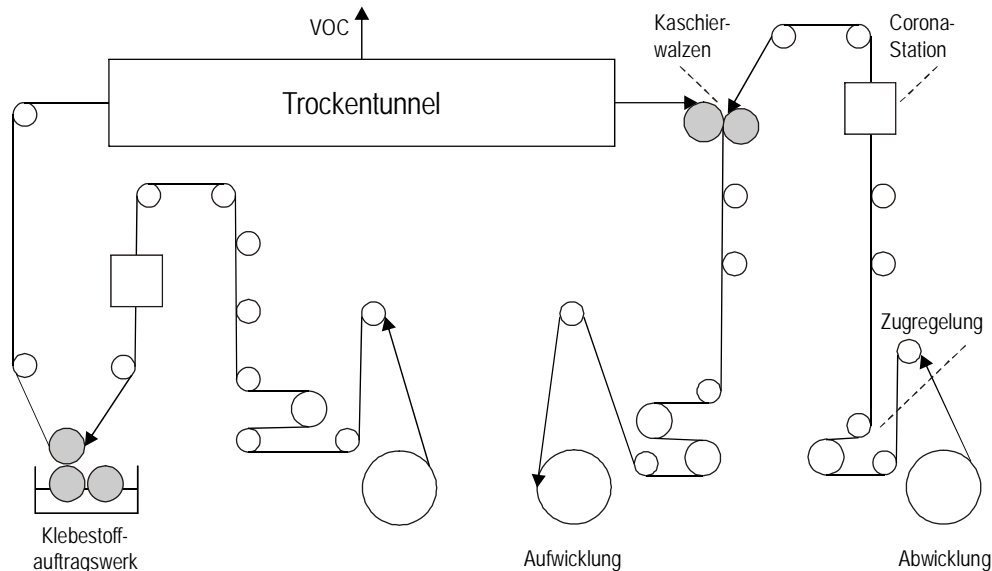 VOC
Kaschier-
walzen
Corona-
Station
Trockentunnel
Zugregelung
Klebestoff-
auftragswerk
Aufwicklung
Abwicklung